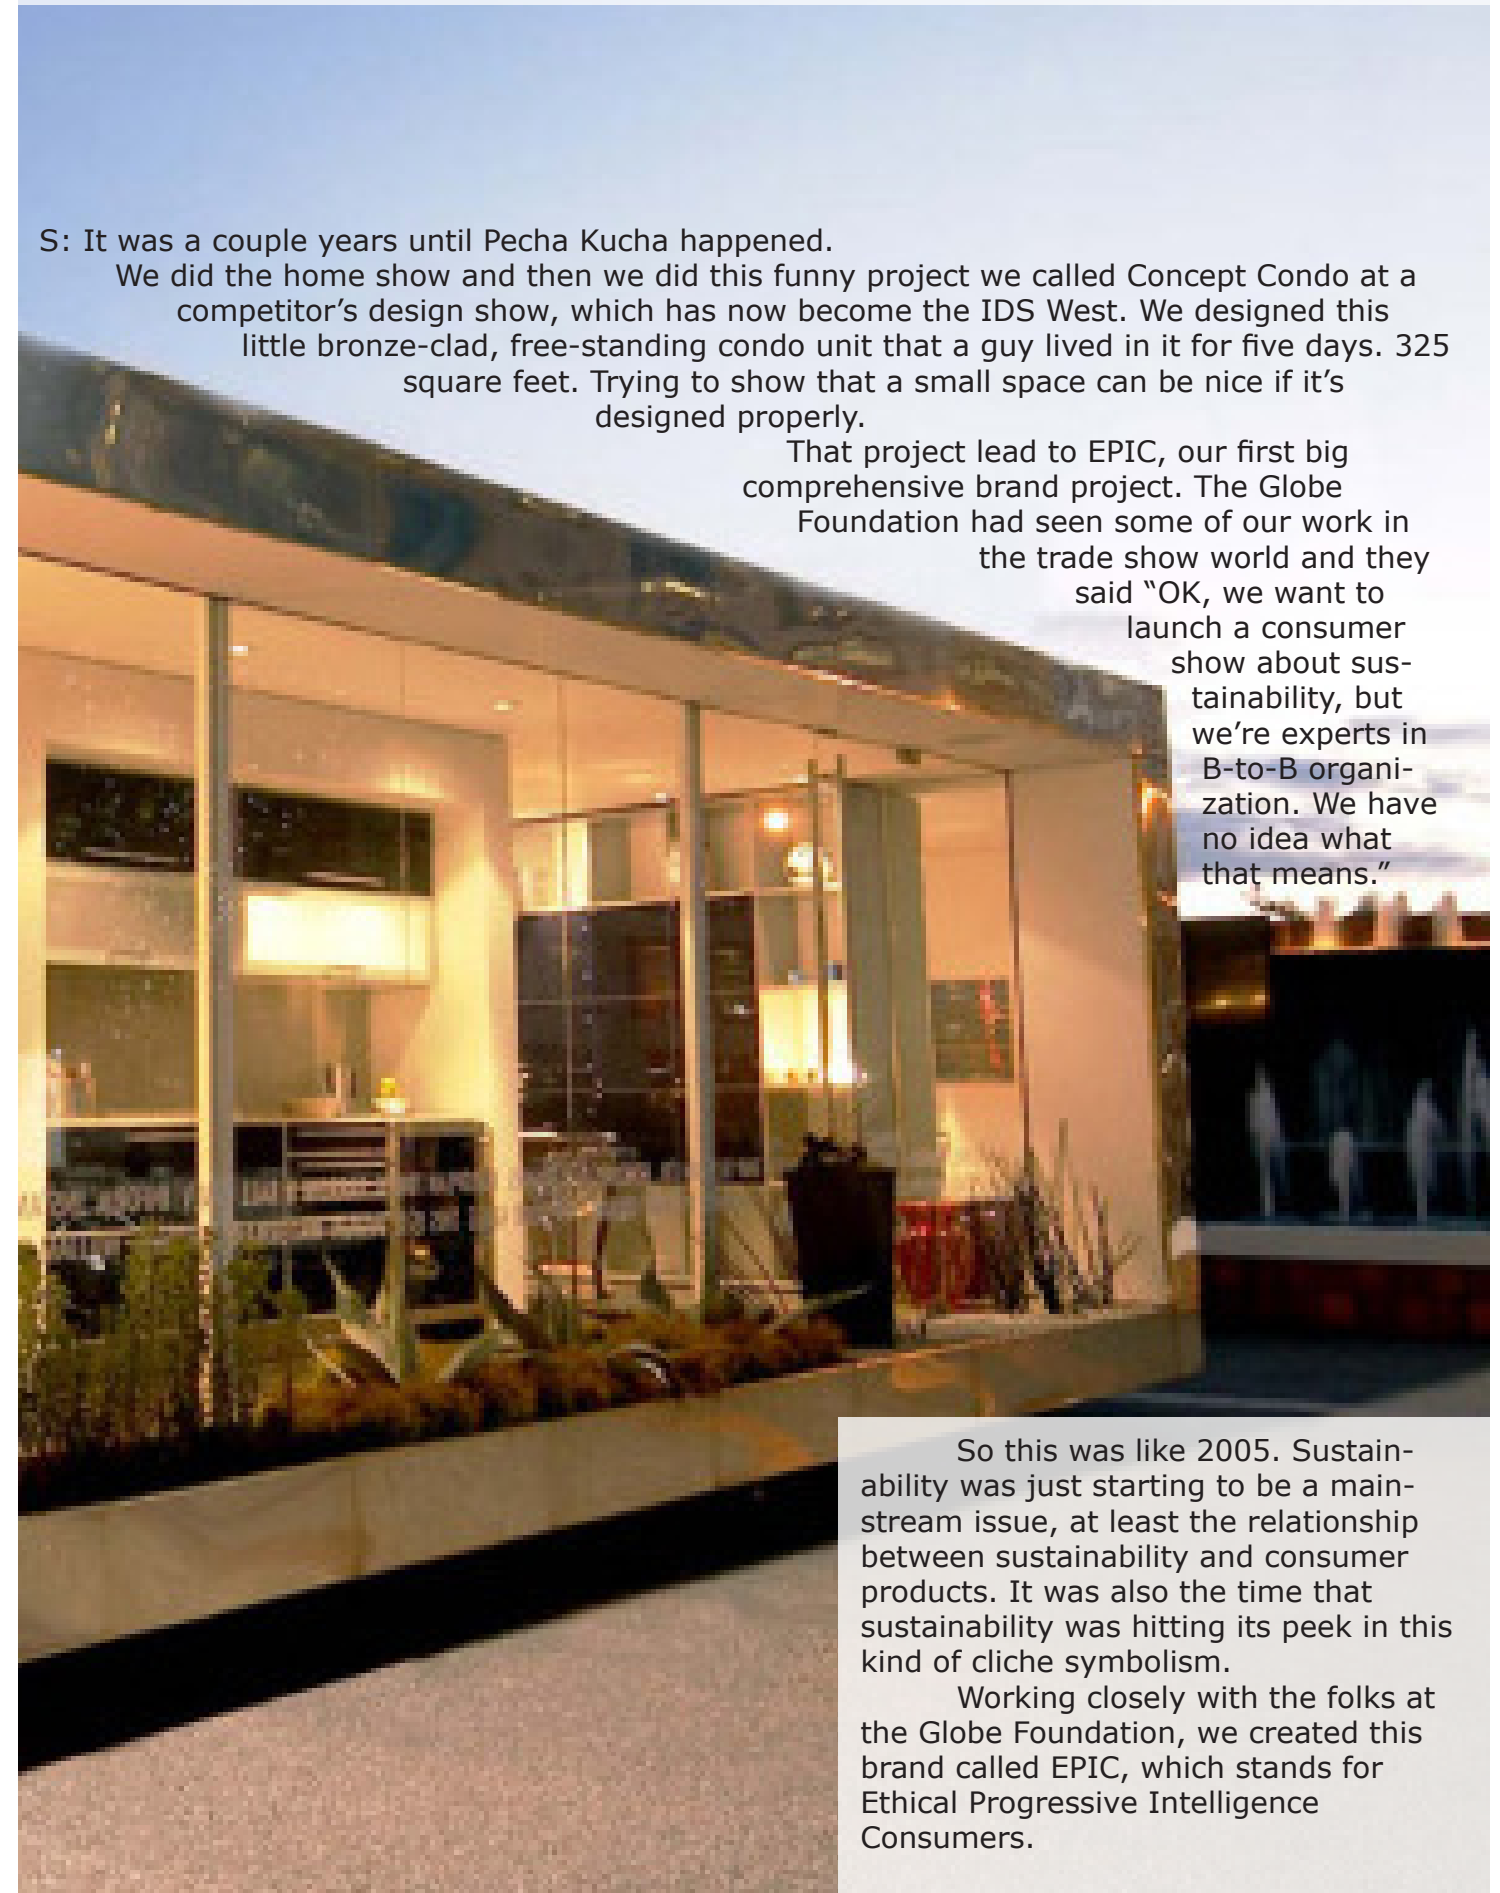 S: It was a couple years until Pecha Kucha happened.
We did the home show and then we did this funny project we called Concept Condo at a
competitor’s design show, which has now become the IDS West. We designed this
little bronze-clad, free-standing condo unit that a guy lived in it for five days. 325
square feet. Trying to show that a small space can be nice if it’s
designed properly.
That project lead to EPIC, our first big
comprehensive brand project. The Globe
Foundation had seen some of our work in
the trade show world and they
said “OK, we want to
launch a consumer
show about sus-
tainability, but
we’re experts in
B-to-B organi-
zation. We have
no idea what
that means.”
So this was like 2005. Sustain-
ability was just starting to be a main-
stream issue, at least the relationship
between sustainability and consumer
products. It was also the time that
sustainability was hitting its peek in this
kind of cliche symbolism.
Working closely with the folks at
the Globe Foundation, we created this
brand called EPIC, which stands for
Ethical Progressive Intelligence
Consumers.